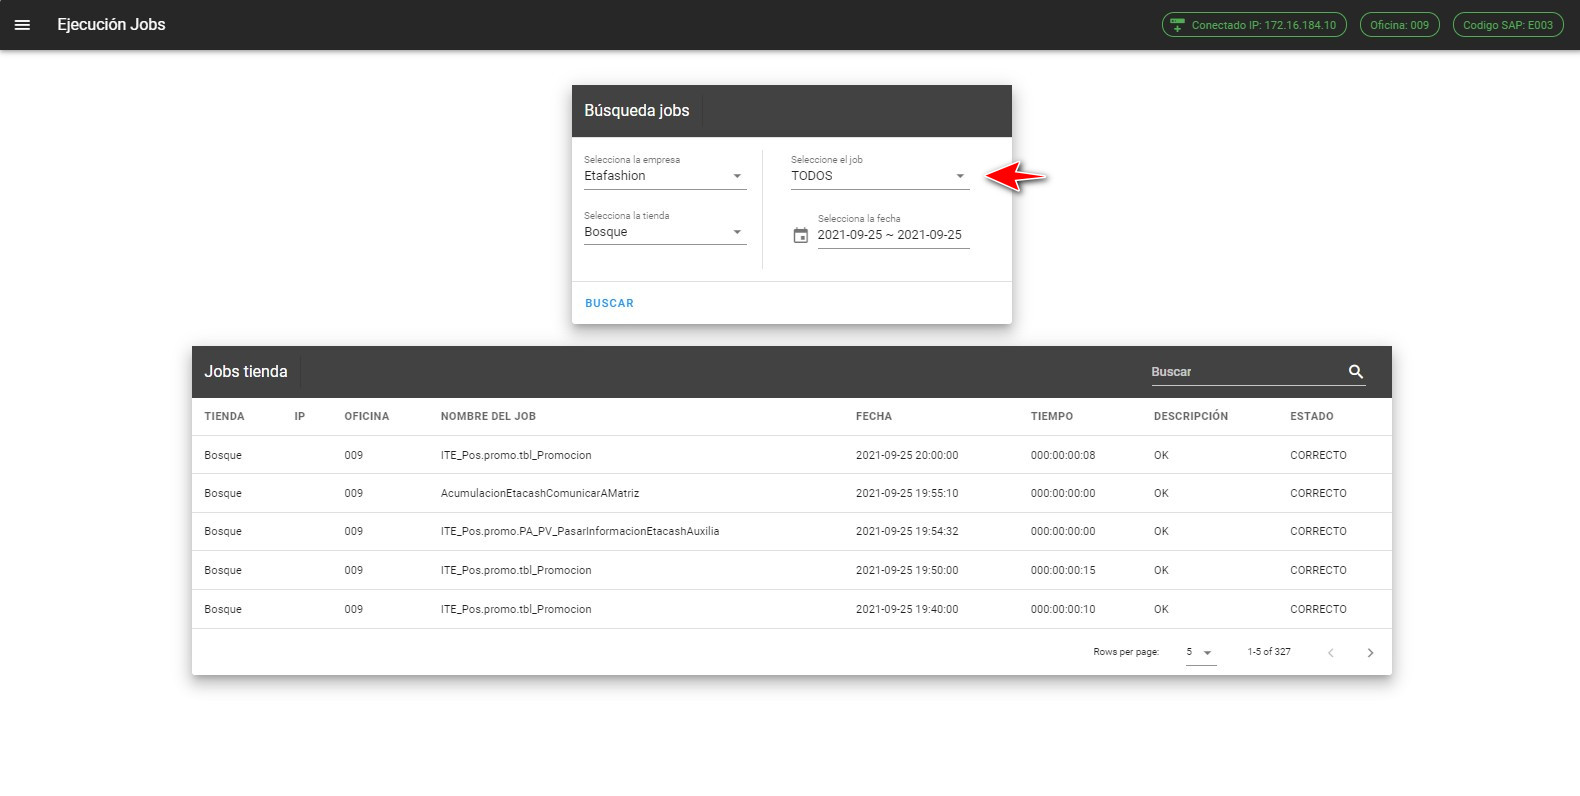 Ejecución Jobs
Conectado IP: 172.16.184.10
Oficina: 009
Codigo SAP: E003
Búsqueda jobs
Selecciona la empresa
Etafashion
Seleccione el job
TODOS
Selecciona la tienda
Bosque
Selecciona la fecha
2021-09-25 ~ 2021-09-25
BUSCAR
Jobs tienda
Buscar
TIENDA IP OFICINA NOMBRE DEL JOB FECHA TIEMPO DESCRIPCIÓN ESTADO
Bosque 009 ITE_Pos.promo.tbl_Promocion 2021-09-25 20:00:00 000:00:00:08 OK CORRECTO
Bosque 009 AcumulacionEtacashComunicarAMatriz 2021-09-25 19:55:10 000:00:00:00 OK CORRECTO
Bosque 009 ITE_Pos.promo.PA_PV_PasarInformacionEtacashAuxilia 2021-09-25 19:54:32 000:00:00:00 OK CORRECTO
Bosque 009 ITE_Pos.promo.tbl_Promocion 2021-09-25 19:50:00 000:00:00:15 OK CORRECTO
Bosque 009 ITE_Pos.promo.tbl_Promocion 2021-09-25 19:40:00 000:00:00:10 OK CORRECTO
Rows per page: 5 1-5 of 327